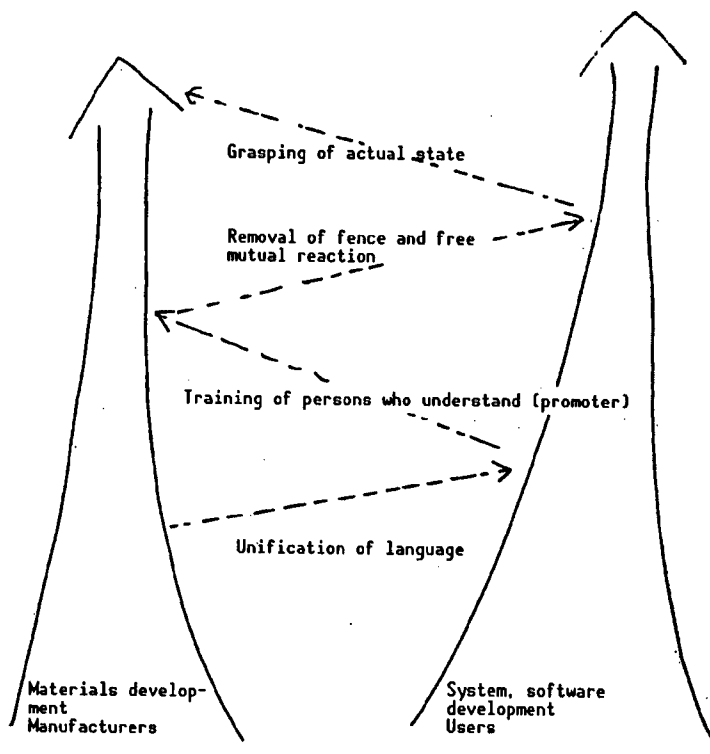 Grasping of actual state
Removal of fence and free
mutual reaction
Training of persons who understand (promoter)
Unification of language
Materials develop-
ment
Manufacturers
System, software
development
Users